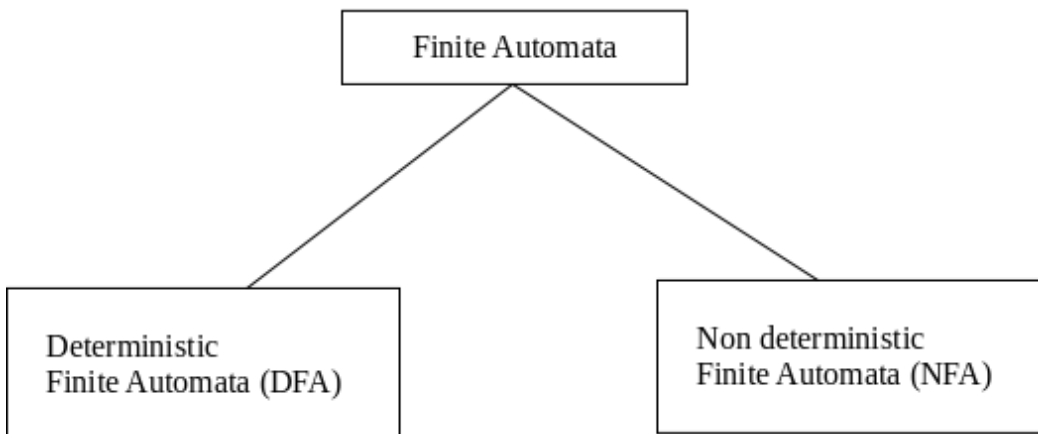 Finite Automata
Deterministic
Finite Automata (DFA)
Non deterministic
Finite Automata (NFA)